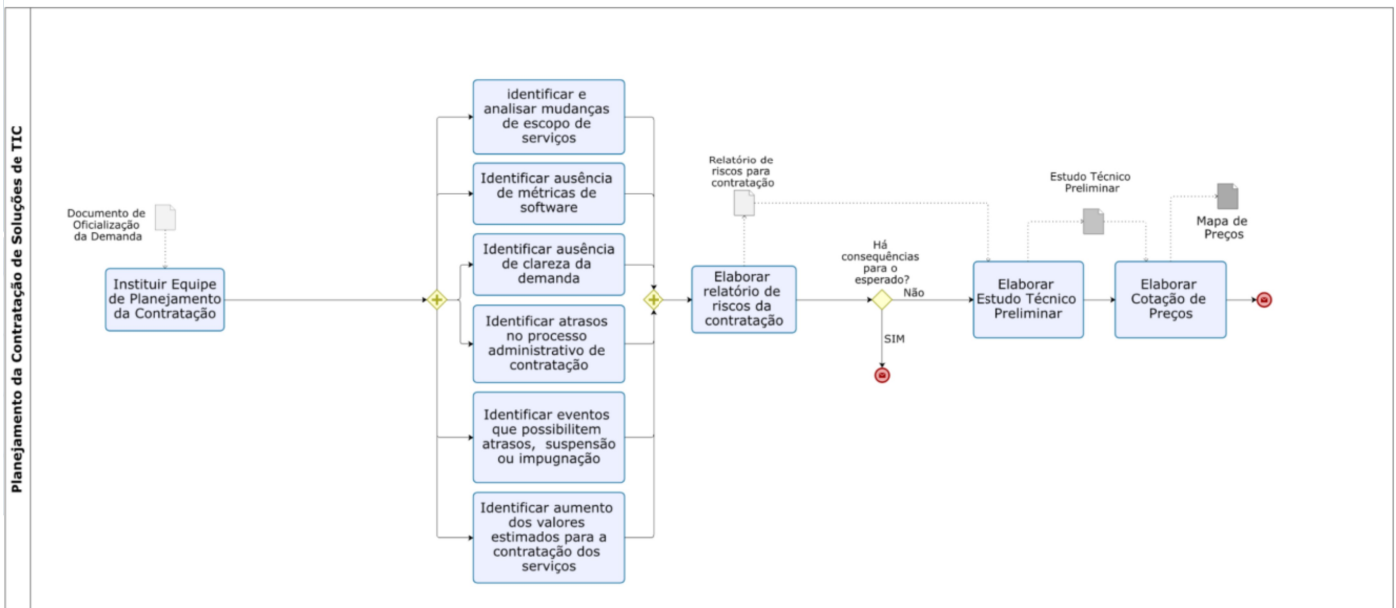 Planejamento da Contratação de Soluções de TIC
Documento de
Oficialização
da Demanda
Instituir Equipe
de Planejamento
da Contratação
identificar e
analisar mudanças
de escopo de
serviços
Identificar ausência
de métricas de
software
Identificar ausência
de clareza da
demanda
Identificar atrasos
no processo
administrativo de
contratação
Identificar eventos
que possibilitem
atrasos, suspensão
ou impugnação
Identificar aumento
dos valores
estimados para a
contratação dos
serviços
Relatório de
riscos para
contratação
Elaborar
relatório de
riscos da
contratação
Há
consequências
para o
esperado?
Não
SIM
Elaborar
Estudo Técnico
Preliminar
Estudo Técnico
Preliminar
Elaborar
Cotação de
Preços
Mapa de
Preços